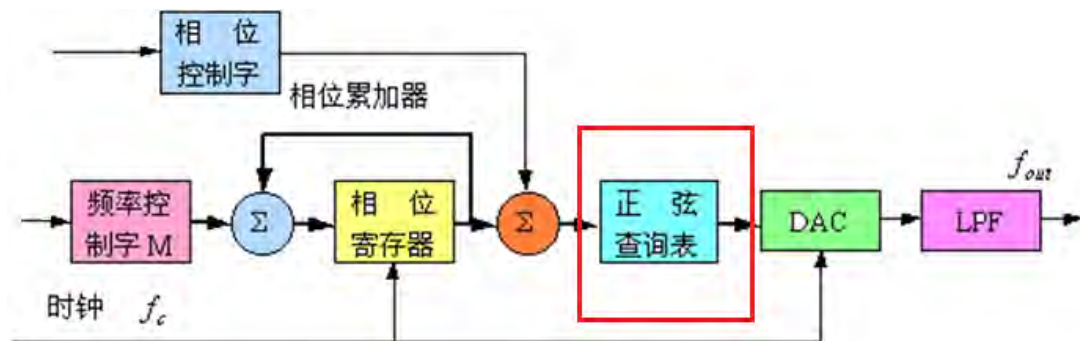 相 位
控制字
相位累加器
频率控
制字 M
Σ
相 位
寄存器
Σ
正 弦
查询表
DAC
LPF
f_out
时钟 f_c